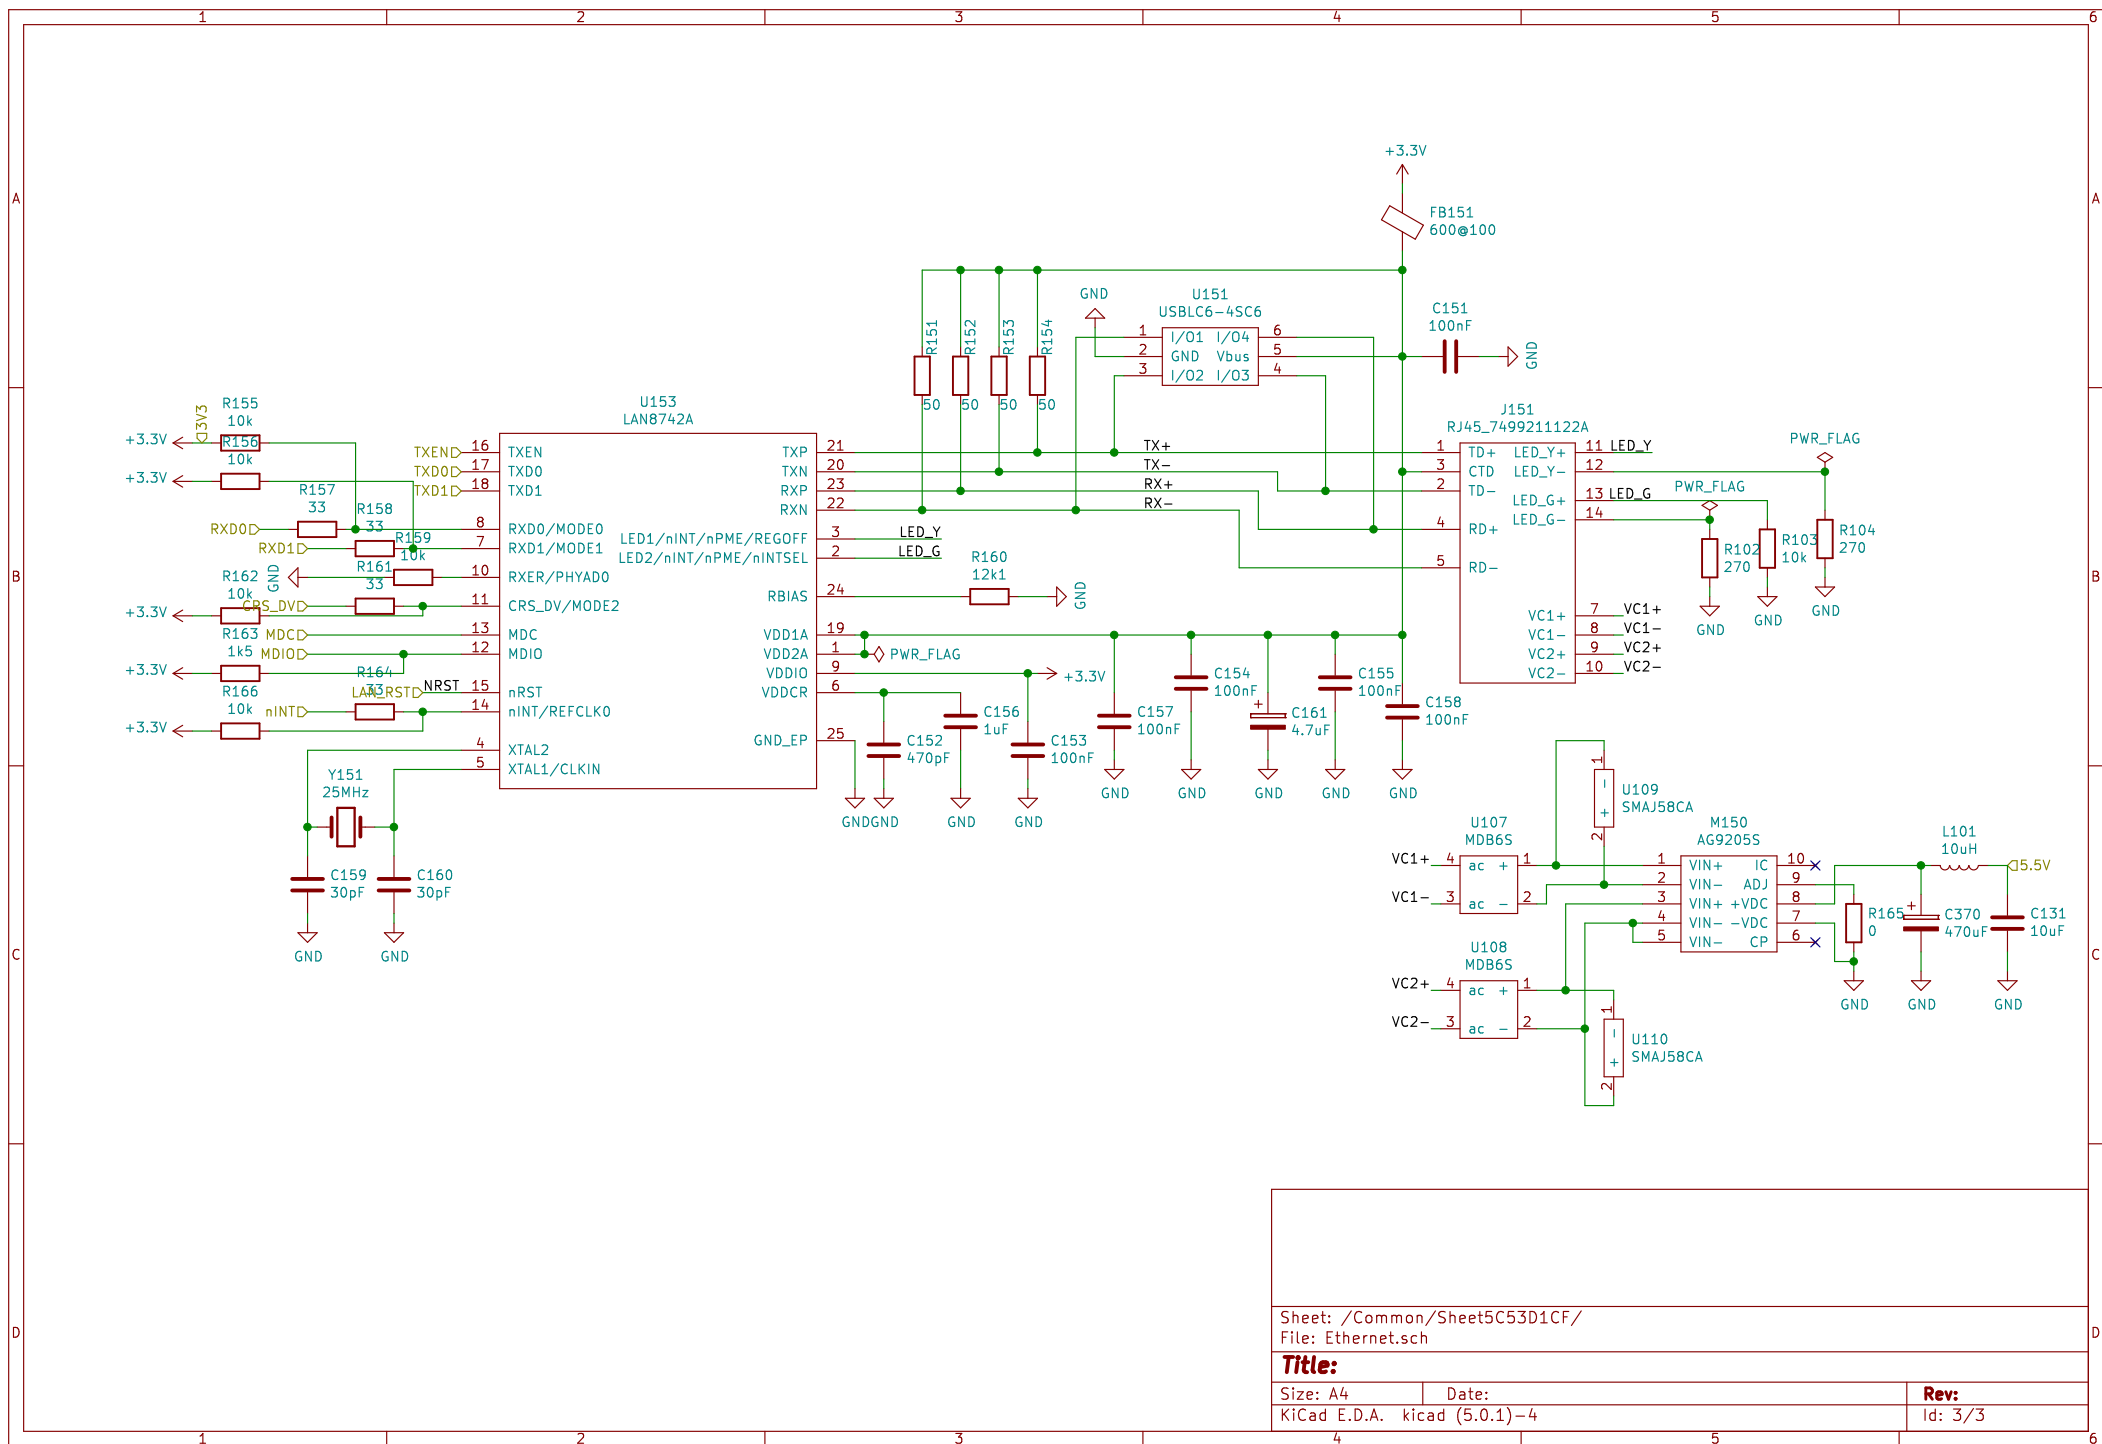 1 2 3 4 5 6
A A
B B
C C
D D
+3.3V
FB151
600@100
GND
U151
USBLC6-4SC6
1 I/O1 I/O4 6
2 GND Vbus 5
3 I/O2 I/O3 4
C151
100nF
GND
R151
50
R152
50
R153
50
R154
50
3V3
R155
10k
+3.3V
R156
10k
+3.3V
R157
33
RXD0
R158
33
RXD1
R159
10k
GND
R161
33
CRS_DV
R162
10k
+3.3V
R163
1k5
MDC
MDIO
+3.3V
R164
33
LAN_RST
NRST
R166
10k
nINT
+3.3V
TXEN
TXD0
TXD1
U153
LAN8742A
16 TXEN
17 TXD0
18 TXD1
8 RXD0/MODE0
7 RXD1/MODE1
10 RXER/PHYAD0
11 CRS_DV/MODE2
13 MDC
12 MDIO
15 nRST
14 nINT/REFCLK0
4 XTAL2
5 XTAL1/CLKIN
TXP 21
TXN 20
RXP 23
RXN 22
LED1/nINT/nPME/REGOFF 3
LED2/nINT/nPME/nINTSEL 2
RBIAS 24
VDD1A 19
VDD2A 1
VDDIO 9
VDDCR 6
GND_EP 25
TX+
TX-
RX+
RX-
LED_Y
LED_G
R160
12k1
GND
PWR_FLAG
+3.3V
J151
RJ45_7499211122A
1 TD+
3 CTD
2 TD-
4 RD+
5 RD-
LED_Y+ 11 LED_Y
LED_Y- 12
LED_G+ 13 LED_G
LED_G- 14
VC1+ 7 VC1+
VC1- 8 VC1-
VC2+ 9 VC2+
VC2- 10 VC2-
PWR_FLAG
PWR_FLAG
R102
270
GND
R103
10k
GND
R104
270
GND
C152
470pF
GND
GND
C156
1uF
GND
C153
100nF
GND
C157
100nF
GND
C154
100nF
GND
C161
4.7uF
+
GND
C155
100nF
GND
C158
100nF
GND
Y151
25MHz
C159
30pF
GND
C160
30pF
GND
U109
SMAJ58CA
1 -
+ 2
U107
MDB6S
VC1+ 4 ac + 1
VC1- 3 ac - 2
U108
MDB6S
VC2+ 4 ac + 1
VC2- 3 ac - 2
U110
SMAJ58CA
1 -
+ 2
M150
AG9205S
1 VIN+ IC 10
2 VIN- ADJ 9
3 VIN+ +VDC 8
4 VIN- -VDC 7
5 VIN- CP 6
R165
0
GND
+
C370
470uF
GND
L101
10uH
5.5V
C131
10uF
GND
Sheet: /Common/Sheet5C53D1CF/
File: Ethernet.sch
Title:
Size: A4 Date: Rev:
KiCad E.D.A. kicad (5.0.1)-4 Id: 3/3
1 2 3 4 5 6